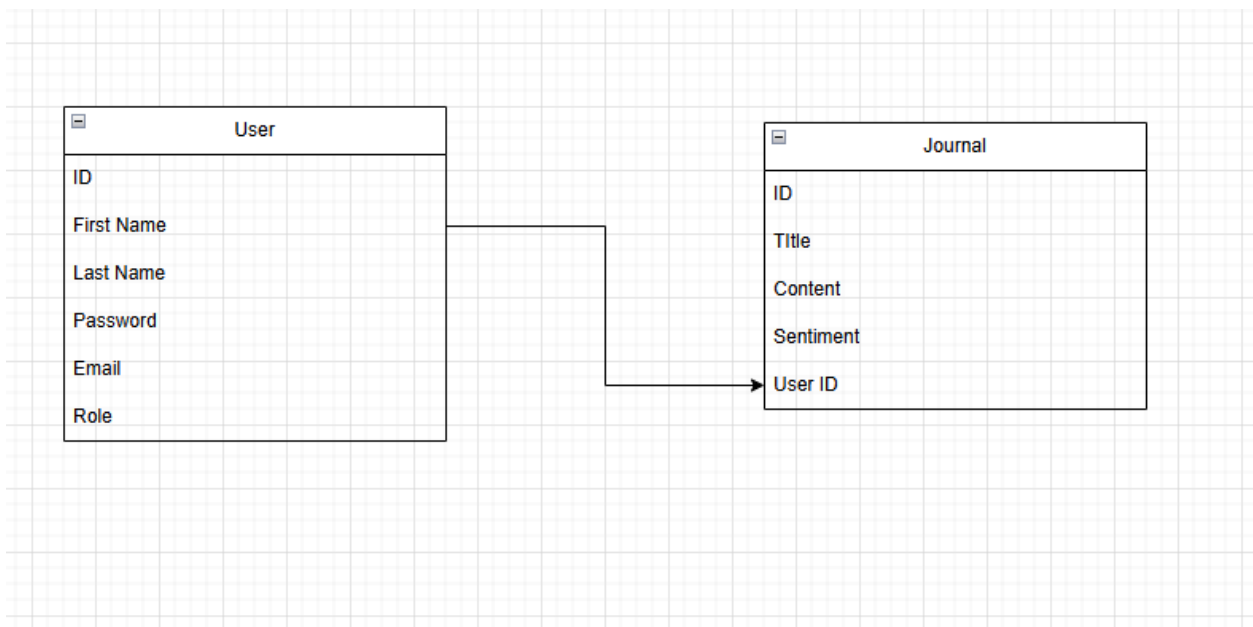 User
ID
First Name
Last Name
Password
Email
Role
Journal
ID
TItle
Content
Sentiment
User ID